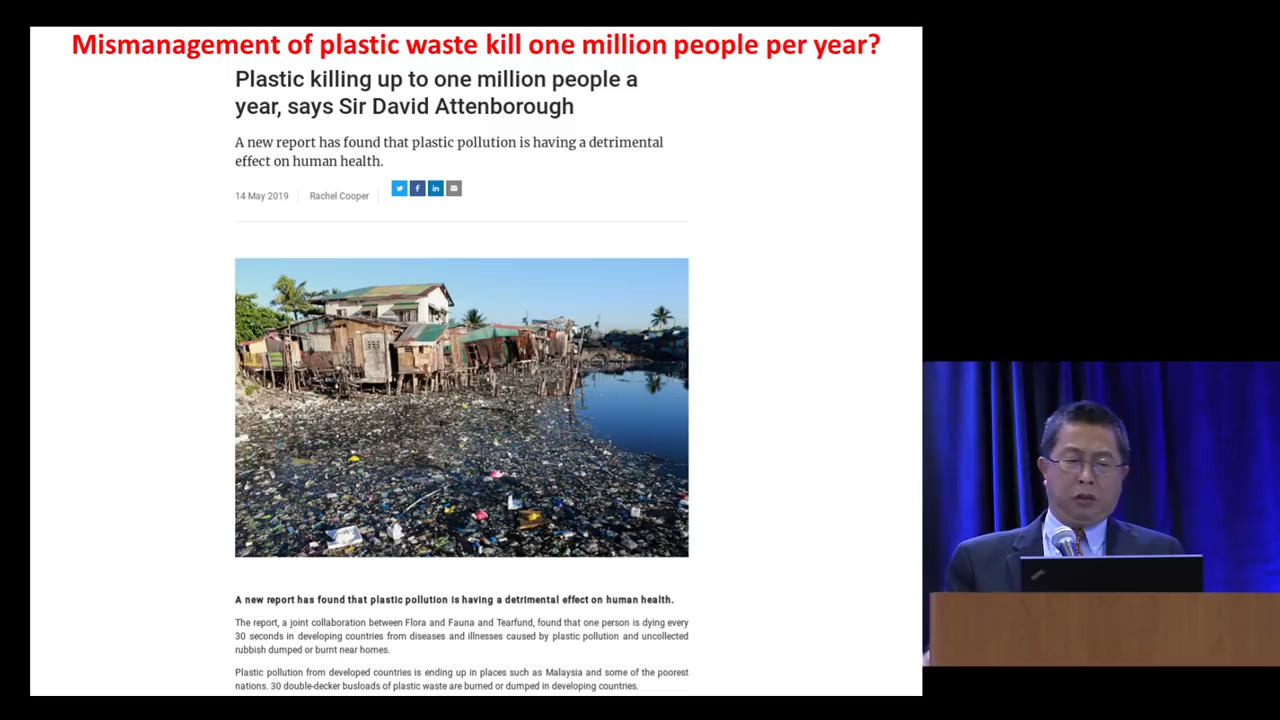 Mismanagement of plastic waste kill one million people per year?
Plastic killing up to one million people a
year, says Sir David Attenborough
A new report has found that plastic pollution is having a detrimental
effect on human health.
14 May 2019
Rachel Cooper
A new report has found that plastic pollution is having a detrimental effect on human health.
The report, a joint collaboration between Flora and Fauna and Tearfund, found that one person is dying every
30 seconds in developing countries from diseases and illnesses caused by plastic pollution and uncollected
rubbish dumped or burnt near homes.
Plastic pollution from developed countries is ending up in places such as Malaysia and some of the poorest
nations. 30 double-decker busloads of plastic waste are burned or dumped in developing countries.